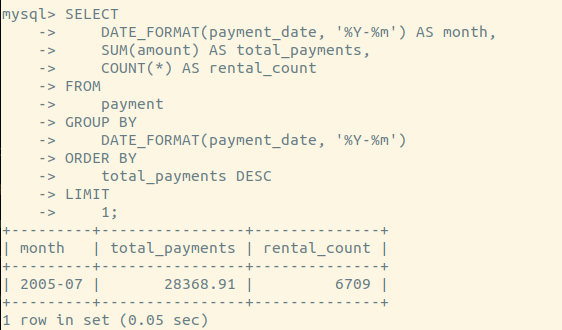 mysql> SELECT
    ->     DATE_FORMAT(payment_date, '%Y-%m') AS month,
    ->     SUM(amount) AS total_payments,
    ->     COUNT(*) AS rental_count
    -> FROM
    ->     payment
    -> GROUP BY
    ->     DATE_FORMAT(payment_date, '%Y-%m')
    -> ORDER BY
    ->     total_payments DESC
    -> LIMIT
    ->     1;
+---------+----------------+--------------+
| month   | total_payments | rental_count |
+---------+----------------+--------------+
| 2005-07 |       28368.91 |         6709 |
+---------+----------------+--------------+
1 row in set (0.05 sec)